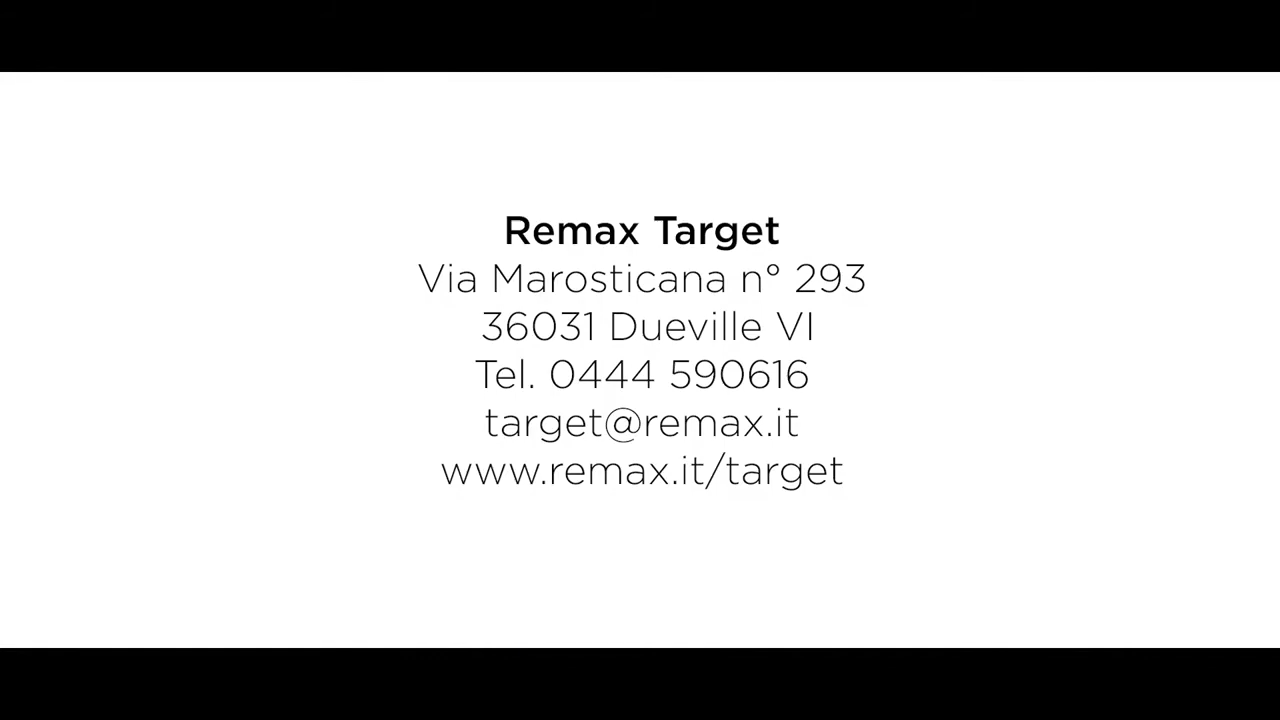 Remax Target
Via Marosticana n° 293
36031 Dueville VI
Tel. 0444 590616
target@remax.it
www.remax.it/target